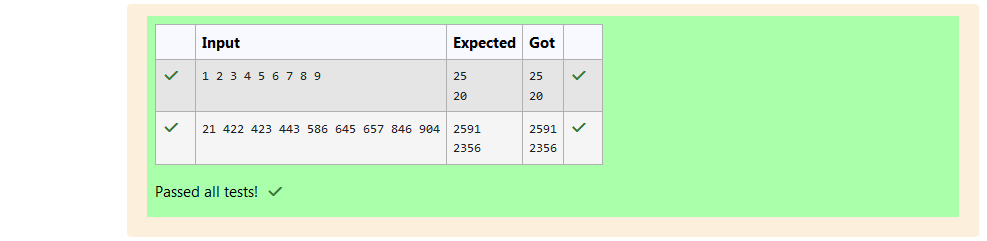 Input Expected Got
1 2 3 4 5 6 7 8 9 25 25
20 20
21 422 423 443 586 645 657 846 904 2591 2591
2356 2356
Passed all tests!